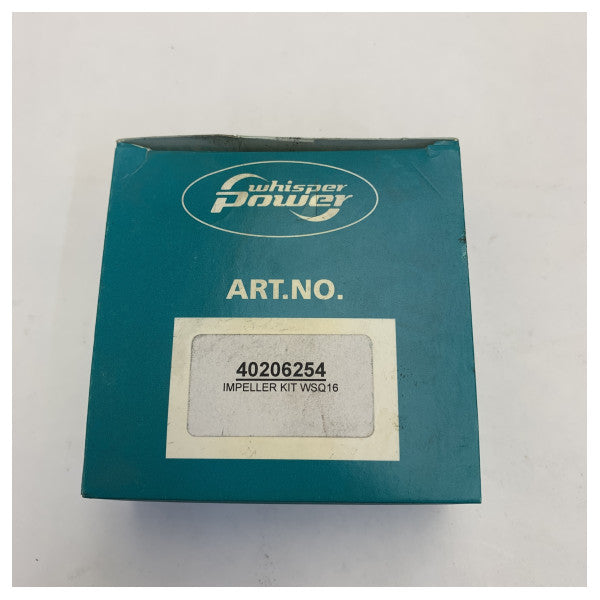 whisper
Power
ART.NO.
40206254
IMPELLER KIT WSQ16